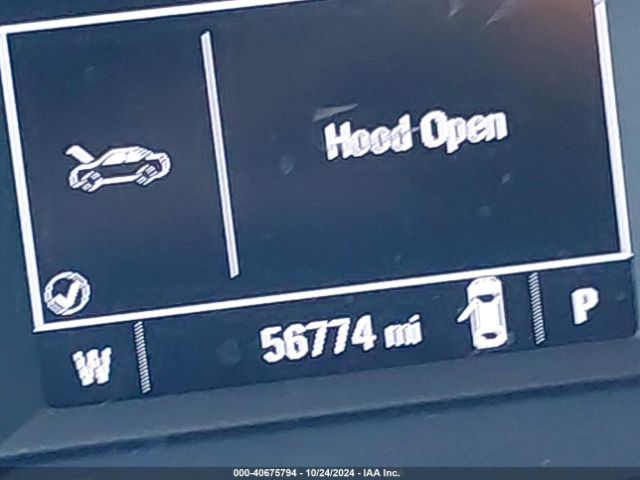 Hood Open
W 56774 mi P
000-40675794 - 10/24/2024 - IAA Inc.